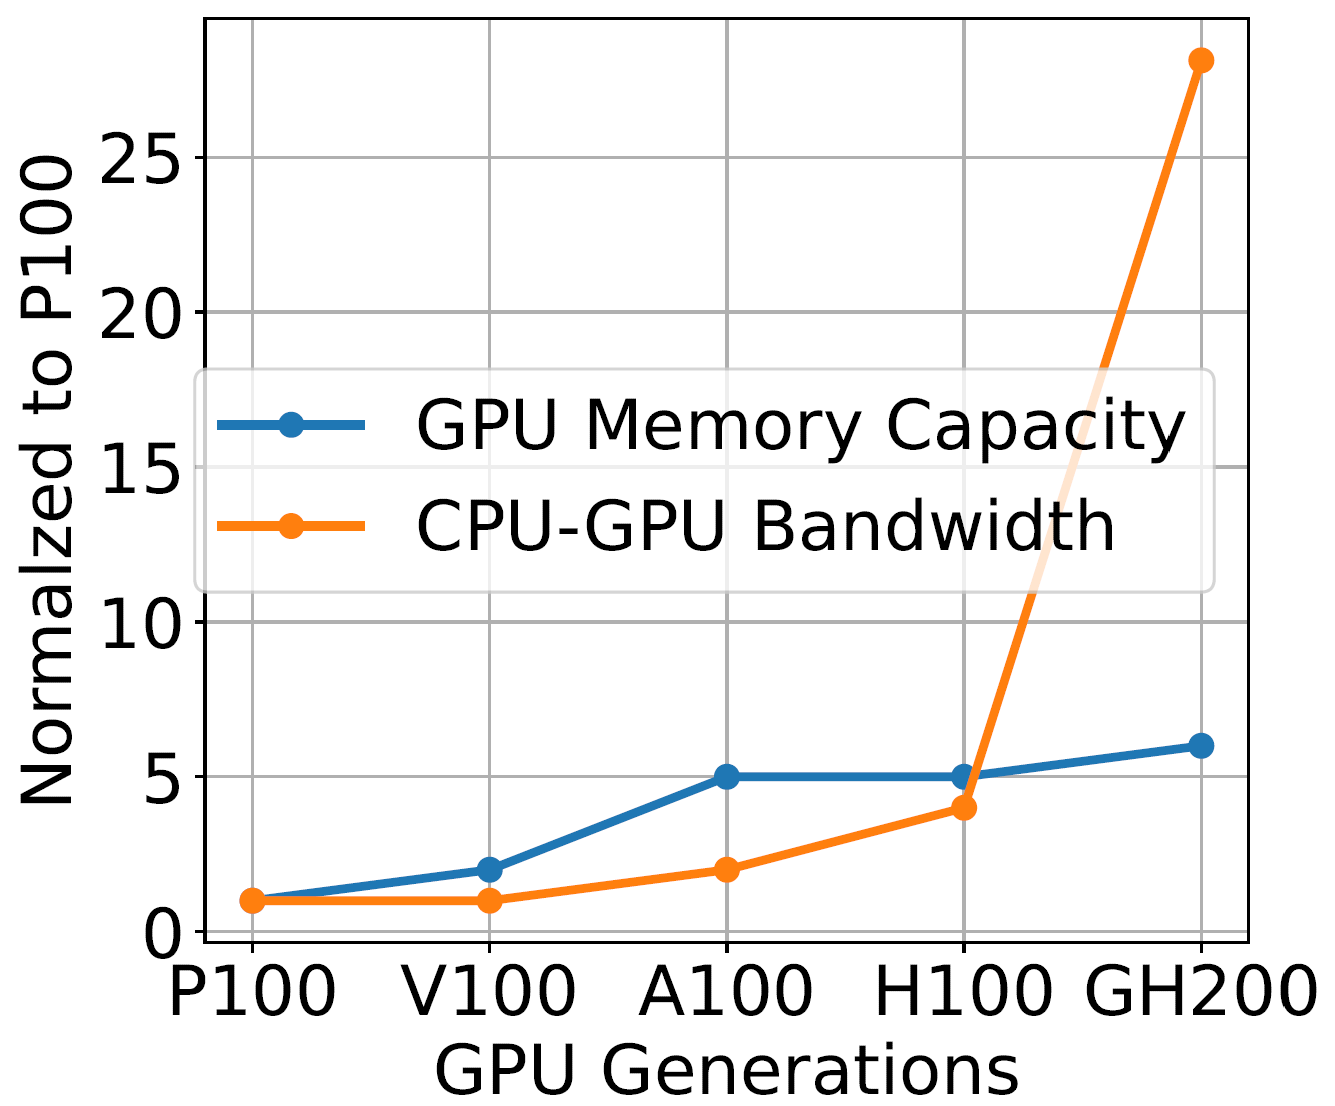 Normalzed to P100
25
20
15
10
5
0
GPU Memory Capacity
CPU-GPU Bandwidth
P100 V100 A100 H100 GH200
GPU Generations